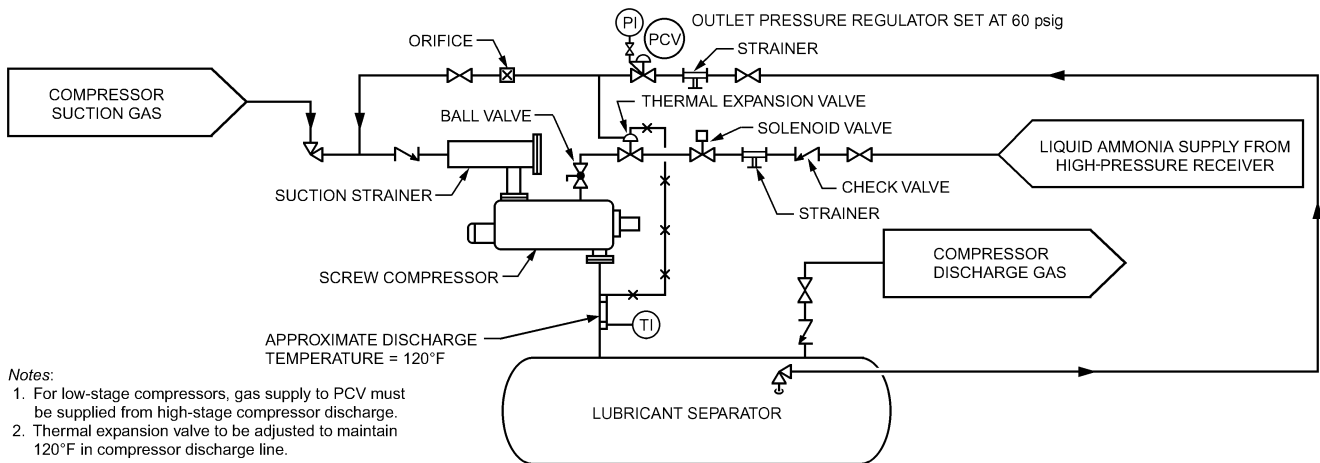 PI
PCV
OUTLET PRESSURE REGULATOR SET AT 60 psig
ORIFICE
STRAINER
COMPRESSOR
SUCTION GAS
THERMAL EXPANSION VALVE
BALL VALVE
SOLENOID VALVE
LIQUID AMMONIA SUPPLY FROM
HIGH-PRESSURE RECEIVER
SUCTION STRAINER
CHECK VALVE
STRAINER
COMPRESSOR
DISCHARGE GAS
SCREW COMPRESSOR
TI
APPROXIMATE DISCHARGE
TEMPERATURE = 120°F
LUBRICANT SEPARATOR
Notes:
1. For low-stage compressors, gas supply to PCV must
be supplied from high-stage compressor discharge.
2. Thermal expansion valve to be adjusted to maintain
120°F in compressor discharge line.